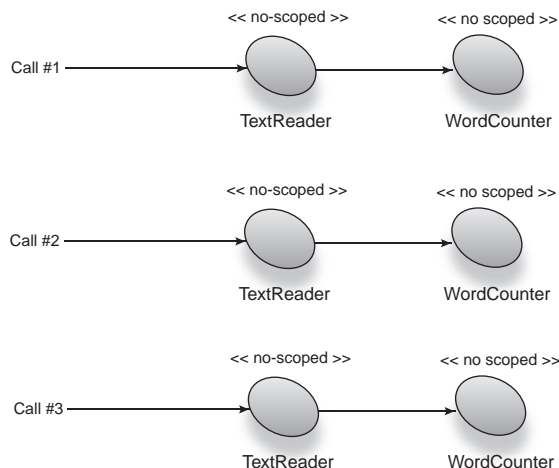 << no-scoped >> << no scoped >>
Call #1
TextReader WordCounter
<< no-scoped >> << no scoped >>
Call #2
TextReader WordCounter
<< no-scoped >> << no scoped >>
Call #3
TextReader WordCounter